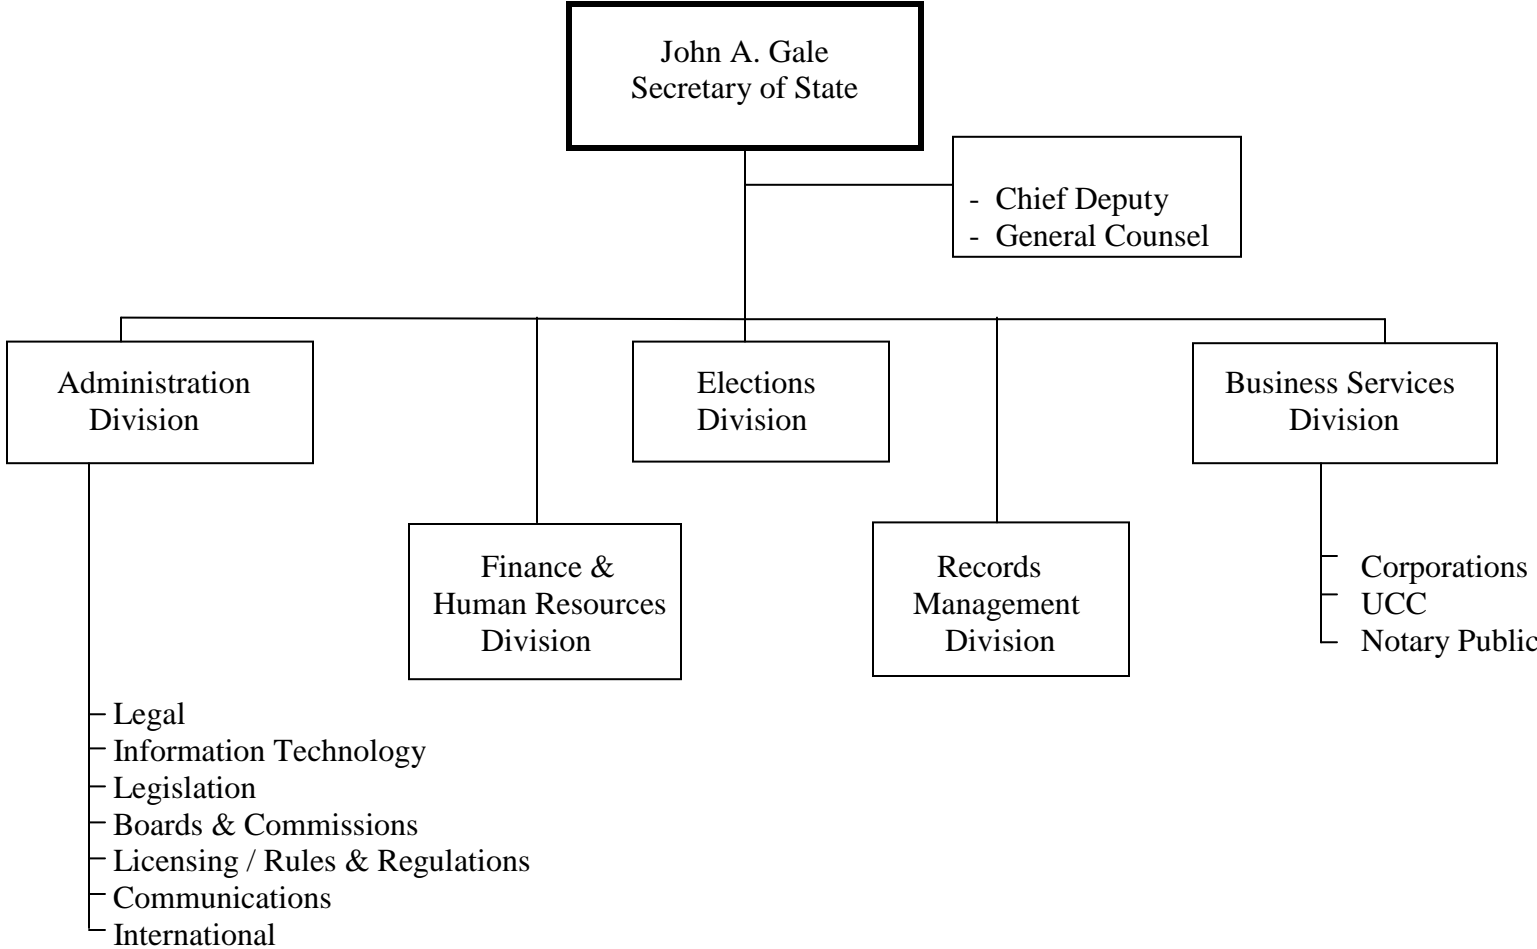 John A. Gale
Secretary of State
- Chief Deputy
- General Counsel
Administration
Division
Elections
Division
Business Services
Division
Finance &
Human Resources
Division
Records
Management
Division
Corporations
UCC
Notary Public
Legal
Information Technology
Legislation
Boards & Commissions
Licensing / Rules & Regulations
Communications
International